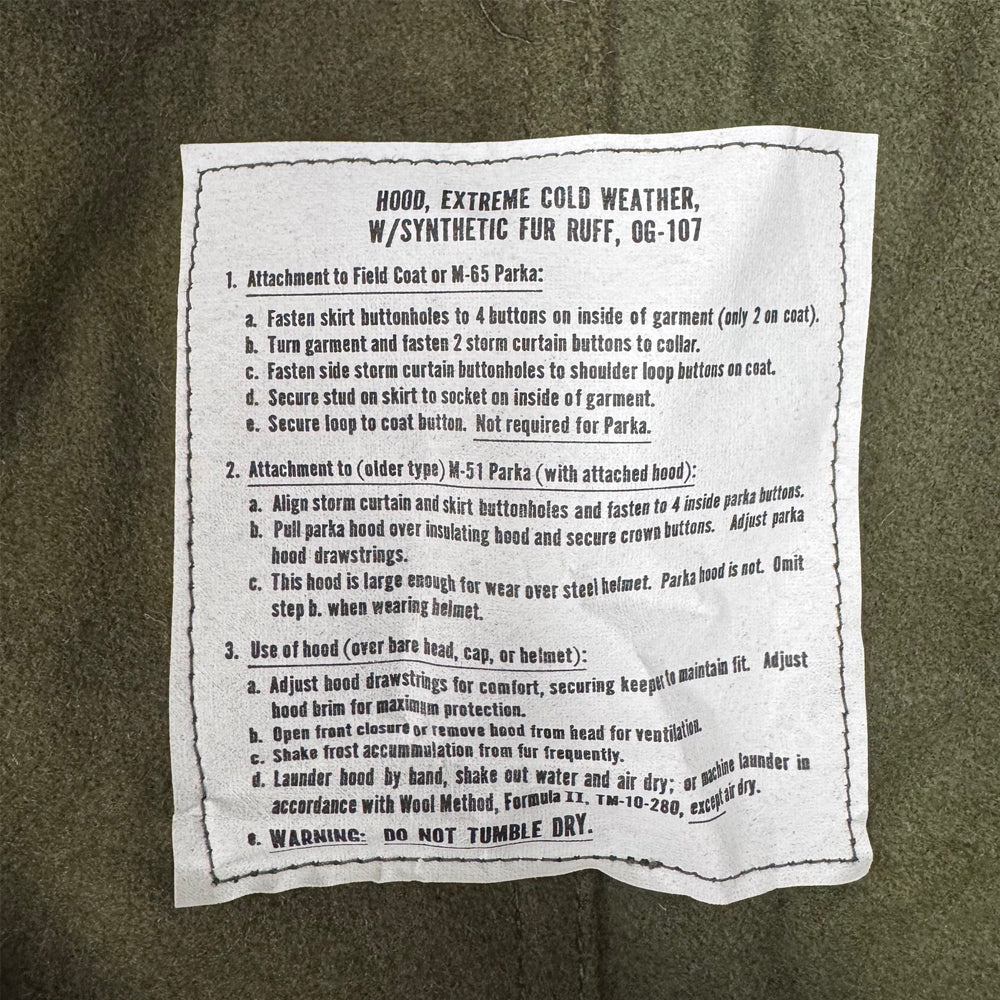 HOOD, EXTREME COLD WEATHER,
W/SYNTHETIC FUR RUFF, OG-107
1. Attachment to Field Coat or M-65 Parka:
a. Fasten skirt buttonholes to 4 buttons on inside of garment (only 2 on coat).
b. Turn garment and fasten 2 storm curtain buttons to collar.
c. Fasten side storm curtain buttonholes to shoulder loop buttons on coat.
d. Secure stud on skirt to socket on inside of garment.
e. Secure loop to coat button. Not required for Parka.
2. Attachment to (older type) M-51 Parka (with attached hood):
a. Align storm curtain and skirt buttonholes and fasten to 4 inside parka buttons.
b. Pull parka hood over insulating hood and secure crown buttons. Adjust parka
hood drawstrings.
c. This hood is large enough for wear over steel helmet. Parka hood is not. Omit
step b. when wearing helmet.
3. Use of hood (over bare head, cap, or helmet):
a. Adjust hood drawstrings for comfort, securing keeper to maintain fit. Adjust
hood brim for maximum protection.
b. Open front closure or remove hood from head for ventilation.
c. Shake frost accummulation from fur frequently.
d. Launder hood by hand, shake out water and air dry; or machine launder in
accordance with Wool Method, Formula II, TM-10-280, except air dry.
e. WARNING: DO NOT TUMBLE DRY.